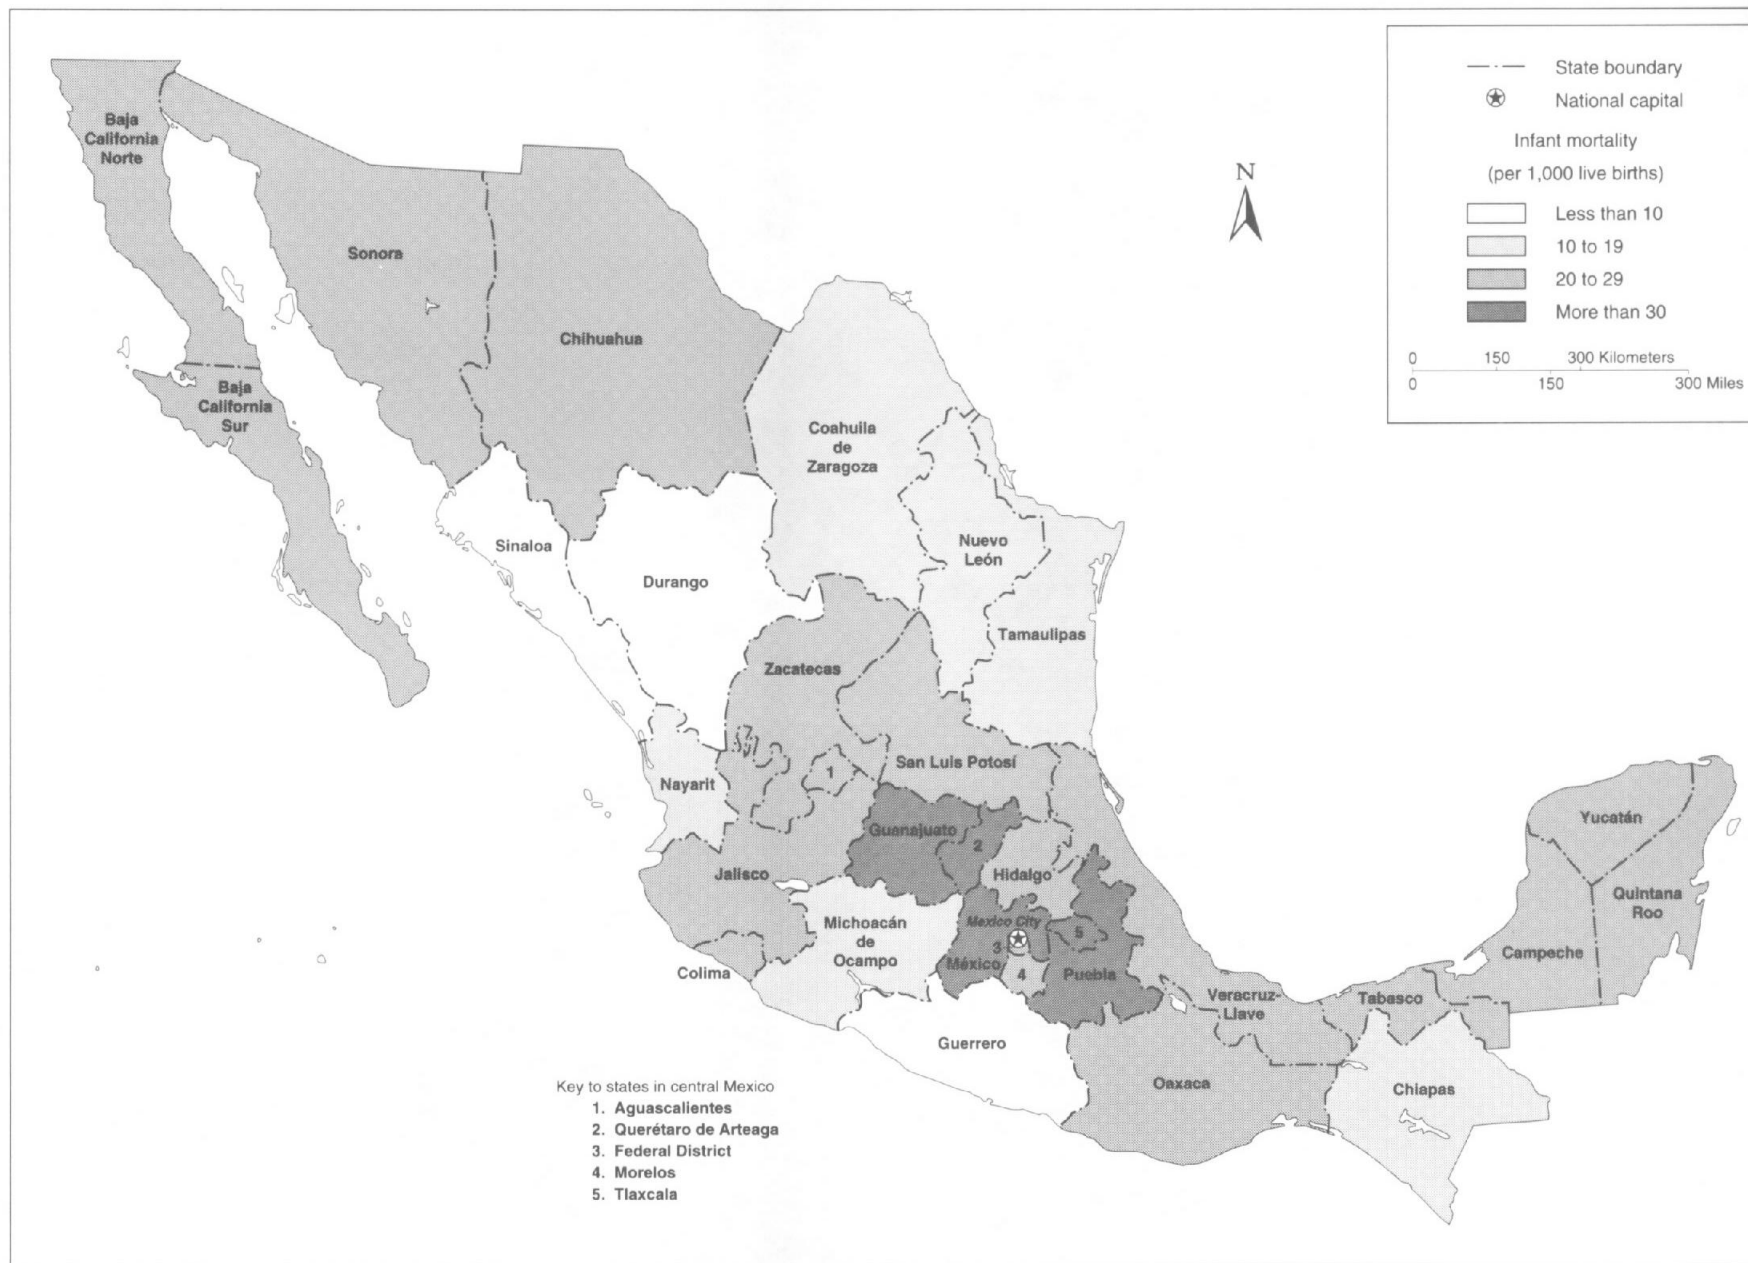 State boundary
National capital
Infant mortality
(per 1,000 live births)
Less than 10
10 to 19
20 to 29
More than 30
0 150 300 Kilometers
0 150 300 Miles
N
Baja
California
Norte
Sonora
Chihuahua
Baja
California
Sur
Coahuila
de
Zaragoza
Nuevo
León
Sinaloa
Durango
Tamaulipas
Zacatecas
San Luis Potosí
1
Nayarit
Guanajuato
2
Yucatán
Jalisco
Hidalgo
Quintana
Roo
Michoacán
de
Ocampo
Mexico City
5
3
Campeche
Colima
México
4
Puebla
Veracruz-
Llave
Tabasco
Guerrero
Oaxaca
Chiapas
Key to states in central Mexico
1. Aguascalientes
2. Querétaro de Arteaga
3. Federal District
4. Morelos
5. Tlaxcala